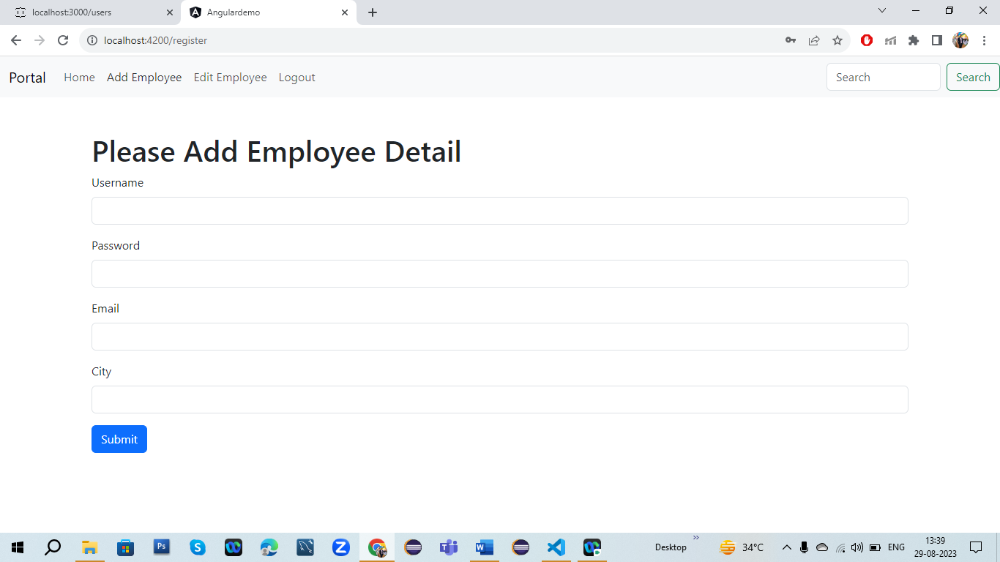 localhost:3000/users
Angulardemo
localhost:4200/register
Portal Home Add Employee Edit Employee Logout Search Search
Please Add Employee Detail
Username
Password
Email
City
Submit
Ps
Desktop
34°C
ENG
13:39
29-08-2023